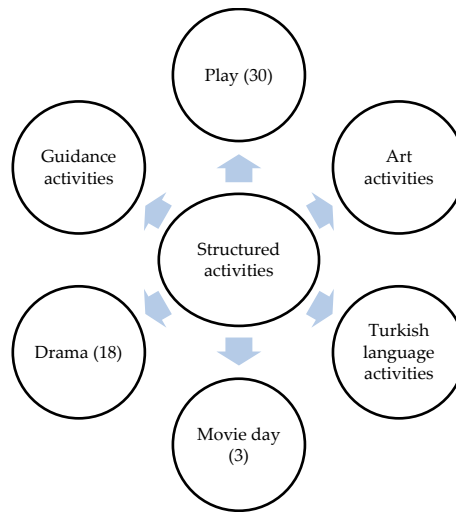 Play (30)
Guidance
activities
Art
activities
Structured
activities
Drama (18)
Turkish
language
activities
Movie day
(3)